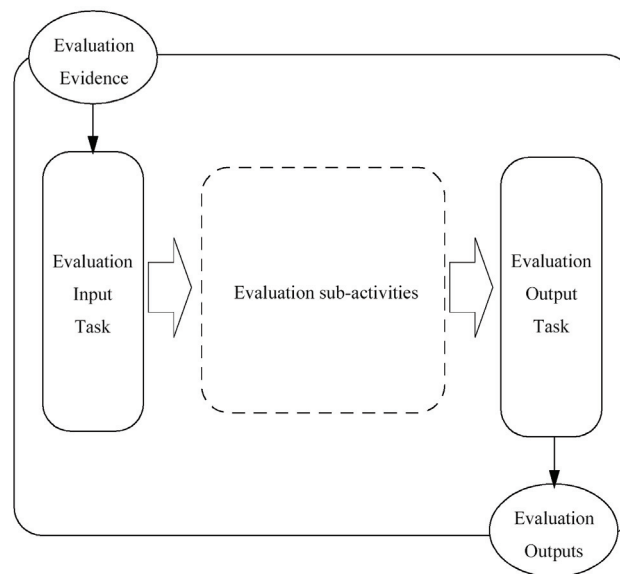 Evaluation
Evidence
Evaluation
Input
Task
Evaluation sub-activities
Evaluation
Output
Task
Evaluation
Outputs